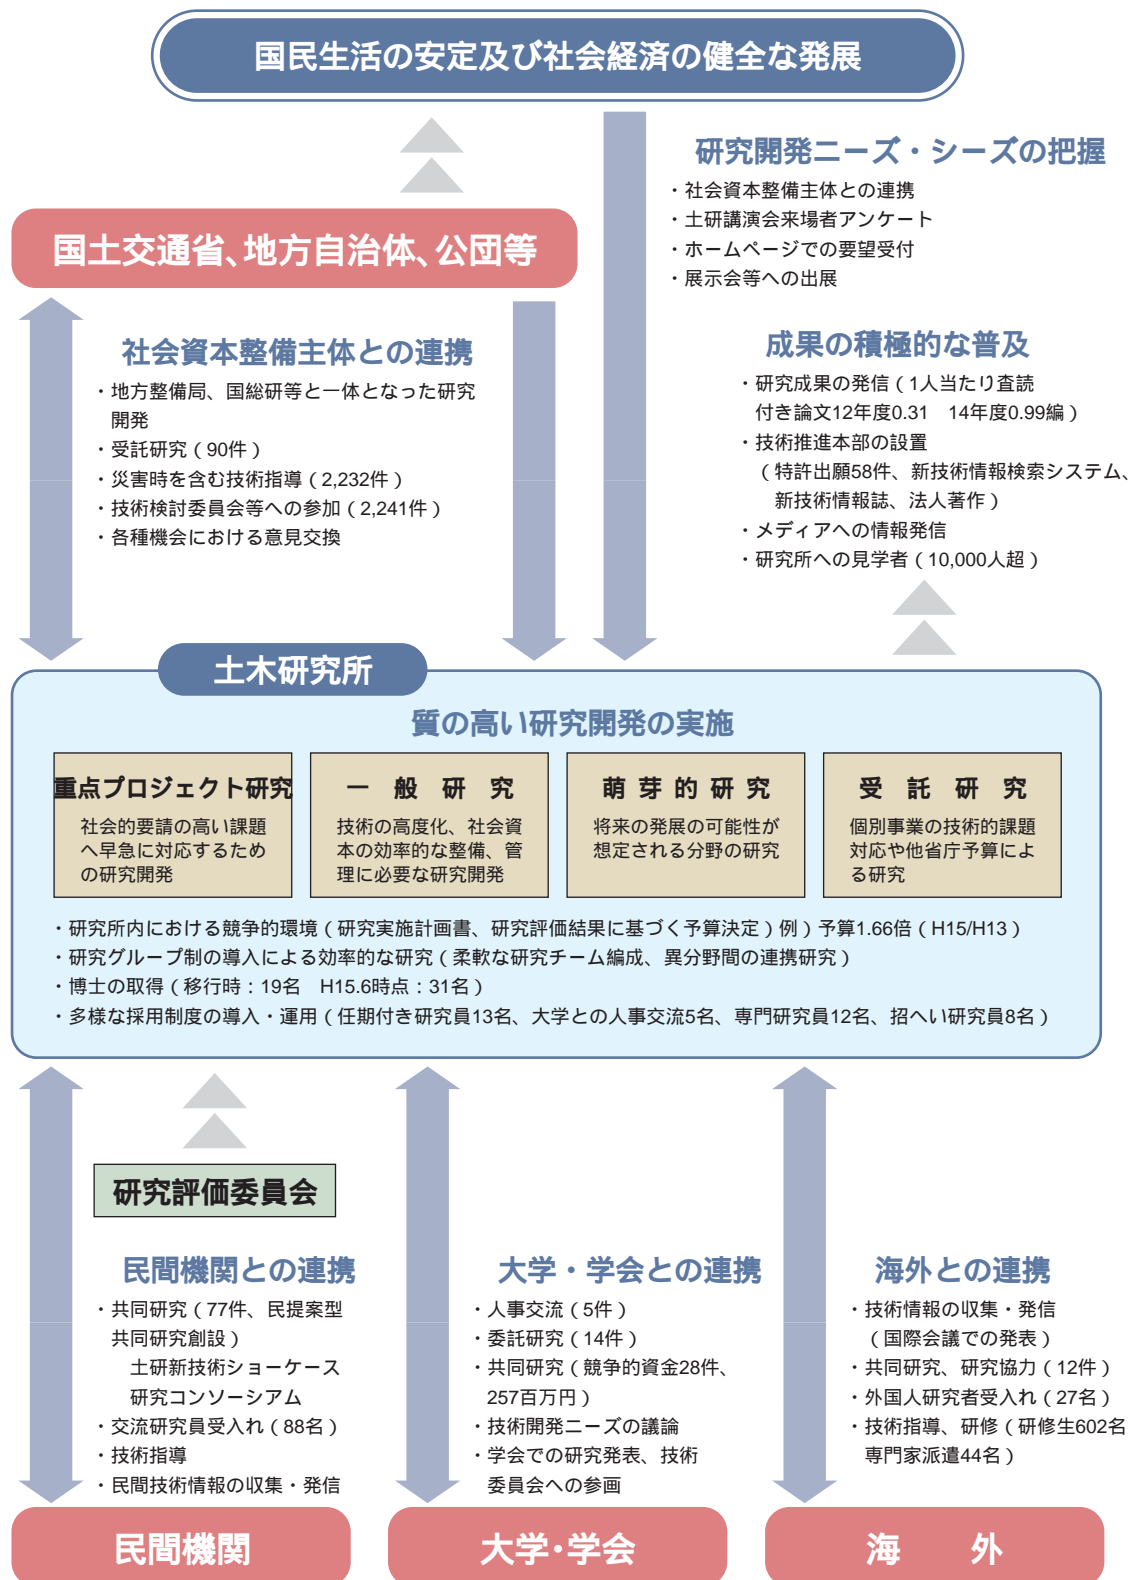 国民生活の安定及び社会経済の健全な発展
研究開発ニーズ・シーズの把握
・社会資本整備主体との連携
・土研講演会来場者アンケート
・ホームページでの要望受付
・展示会等への出展
国土交通省、地方自治体、公団等
社会資本整備主体との連携
・地方整備局、国総研等と一体となった研究
開発
・受託研究（90件）
・災害時を含む技術指導（2,232件）
・技術検討委員会等への参加（2,241件）
・各種機会における意見交換
成果の積極的な普及
・研究成果の発信（1人当たり査読
付き論文12年度0.31　14年度0.99編）
・技術推進本部の設置
（特許出願58件、新技術情報検索システム、
新技術情報誌、法人著作）
・メディアへの情報発信
・研究所への見学者（10,000人超）
土木研究所
質の高い研究開発の実施
重点プロジェクト研究
社会的要請の高い課題
へ早急に対応するため
の研究開発
一　般　研　究
技術の高度化、社会資
本の効率的な整備、管
理に必要な研究開発
萌 芽 的 研 究
将来の発展の可能性が
想定される分野の研究
受　託　研　究
個別事業の技術的課題
対応や他省庁予算によ
る研究
・研究所内における競争的環境（研究実施計画書、研究評価結果に基づく予算決定）例）予算1.66倍（H15/H13）
・研究グループ制の導入による効率的な研究（柔軟な研究チーム編成、異分野間の連携研究）
・博士の取得（移行時：19名　H15.6時点：31名）
・多様な採用制度の導入・運用（任期付き研究員13名、大学との人事交流5名、専門研究員12名、招へい研究員8名）
研究評価委員会
民間機関との連携
・共同研究（77件、民提案型
共同研究創設）
土研新技術ショーケース
研究コンソーシアム
・交流研究員受入れ（88名）
・技術指導
・民間技術情報の収集・発信
大学・学会との連携
・人事交流（5件）
・委託研究（14件）
・共同研究（競争的資金28件、
257百万円）
・技術開発ニーズの議論
・学会での研究発表、技術
委員会への参画
海外との連携
・技術情報の収集・発信
（国際会議での発表）
・共同研究、研究協力（12件）
・外国人研究者受入れ（27名）
・技術指導、研修（研修生602名
専門家派遣44名）
民間機関
大学・学会
海　外